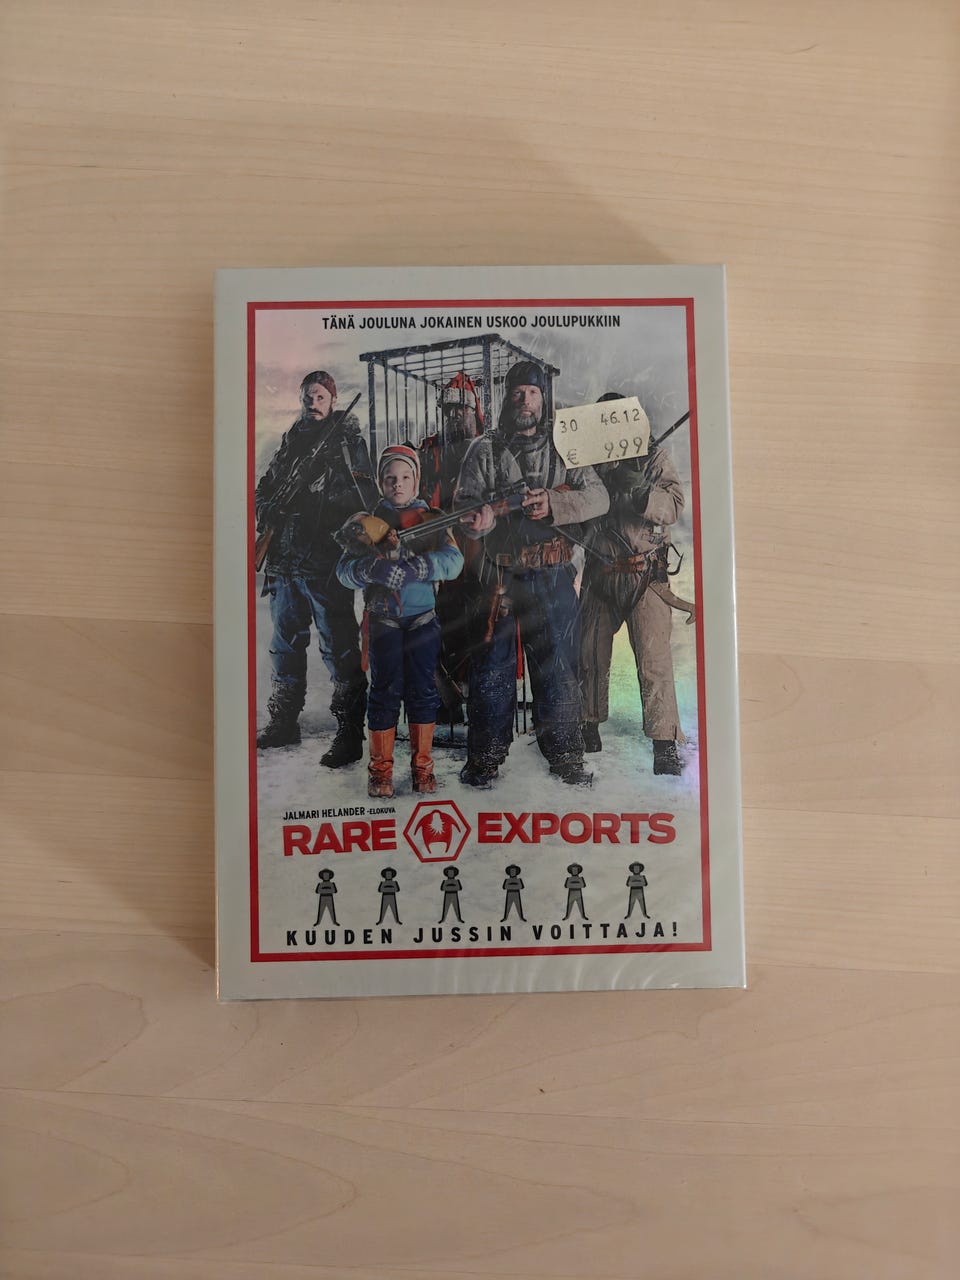 TÄNÄ JOULUNA JOKAINEN USKOO JOULUPUKKIIN
30 46.12
€ 9.99
JALMARI HELANDER -ELOKUVA
RARE EXPORTS
KUUDEN JUSSIN VOITTAJA!